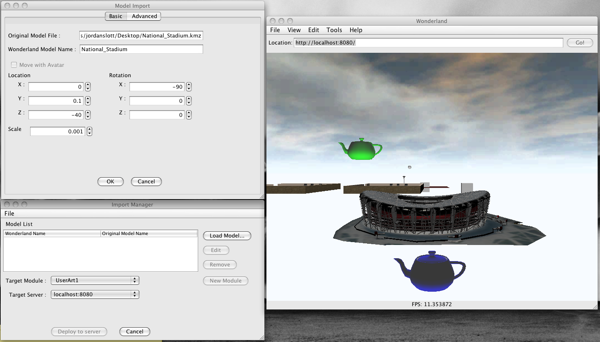 Model Import
Basic Advanced
Original Model File : :/jordanslott/Desktop/National_Stadium.kmz
Wonderland Model Name : National_Stadium
Move with Avatar
Location Rotation
X : 0 X : -90
Y : 0.1 Y : 0
Z : -40 Z : 0
Scale 0.001
OK Cancel
Import Manager
File
Model List
Wonderland Name Original Model Name
Load Model...
Edit
Remove
New Module
Target Module : UserArt1
Target Server : localhost:8080
Deploy to server Cancel
Wonderland
File View Edit Tools Help
Location: http://localhost:8080/ Go!
FPS: 11.353872